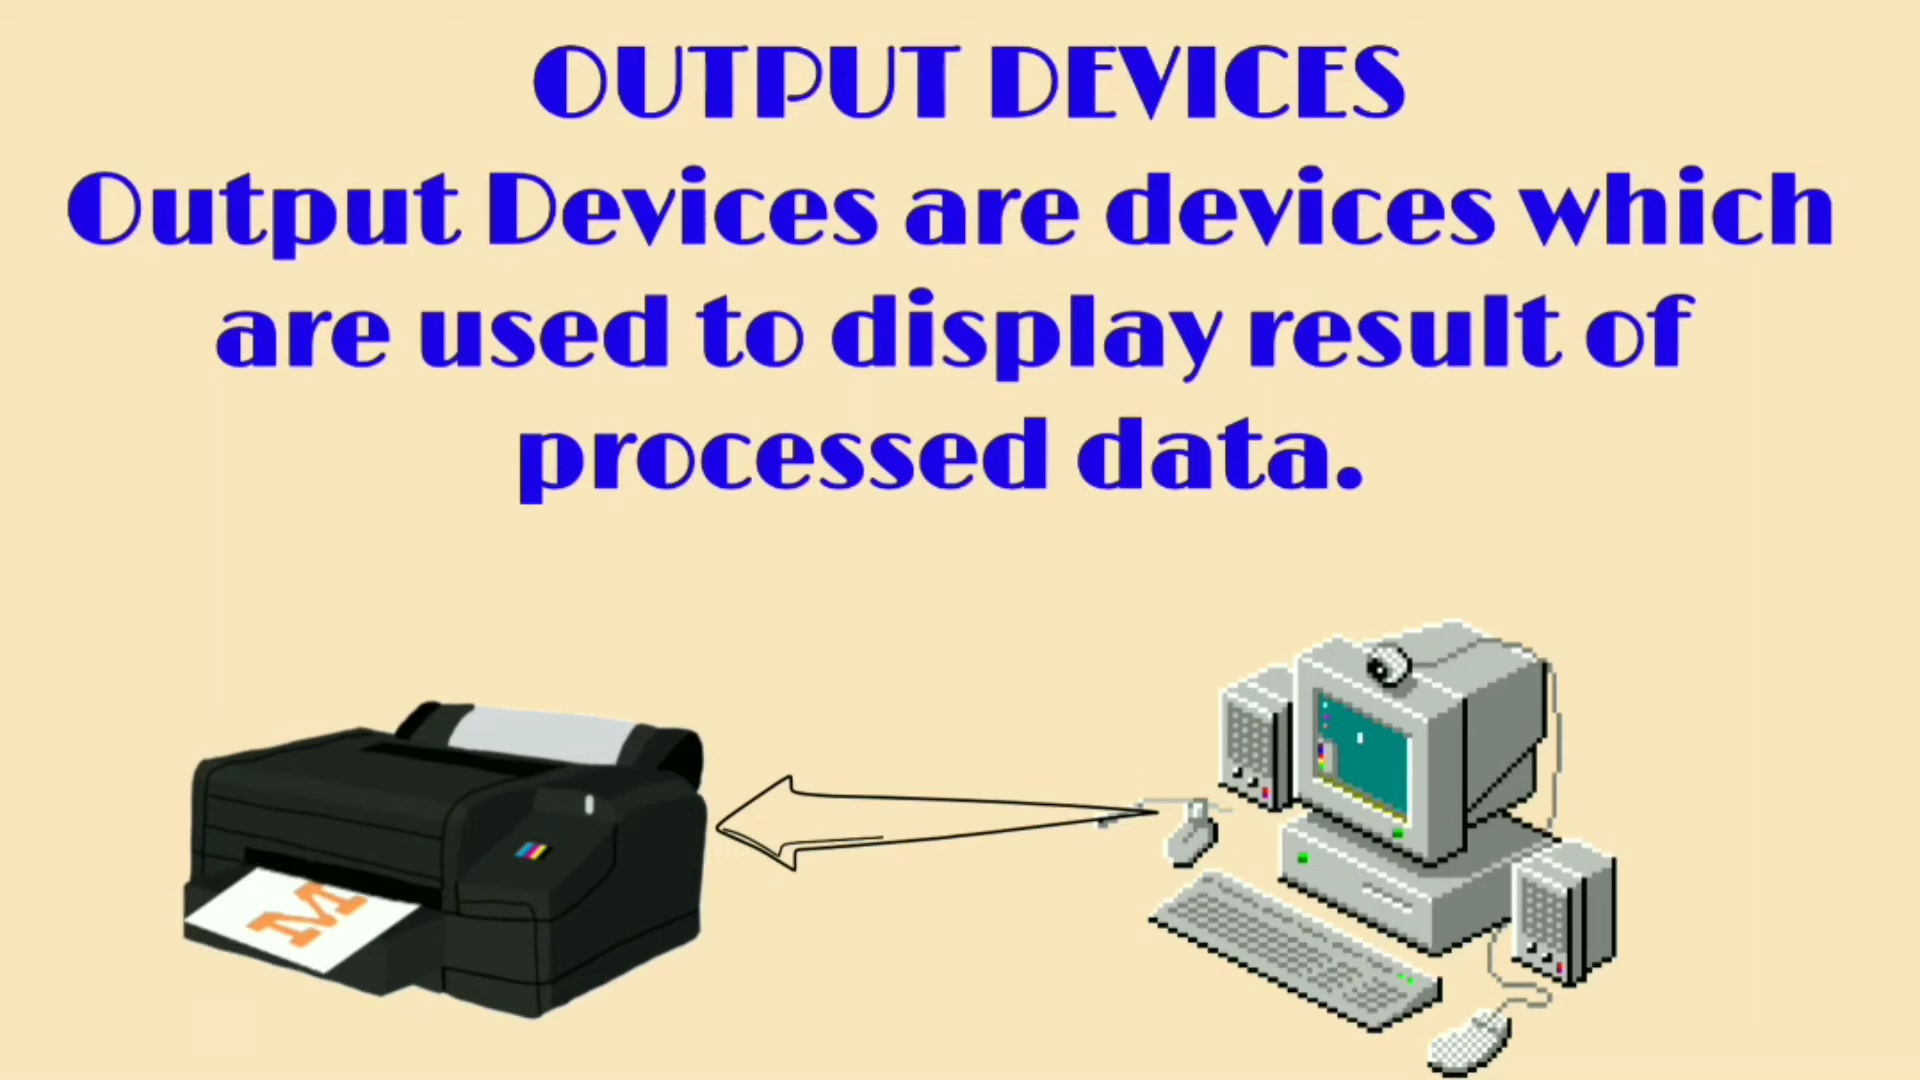 OUTPUT DEVICES
Output Devices are devices which
are used to display result of
processed data.
M